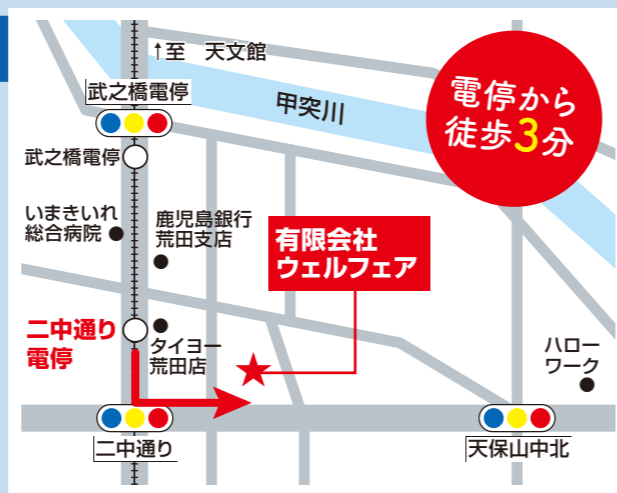 ↑至 天文館
武之橋電停
甲突川
電停から
徒歩3分
武之橋電停
いまきいれ
総合病院
鹿児島銀行
荒田支店
有限会社
ウェルフェア
二中通り
電停
タイヨー
荒田店
ハロー
ワーク
二中通り
天保山中北